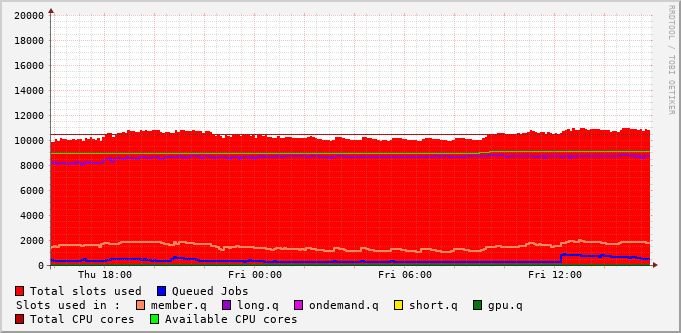 RRDTOOL / TOBI OETIKER
20000
18000
16000
14000
12000
10000
8000
6000
4000
2000
0
Thu 18:00 Fri 00:00 Fri 06:00 Fri 12:00
Total slots used Queued Jobs
Slots used in : member.q long.q ondemand.q short.q gpu.q
Total CPU cores Available CPU cores